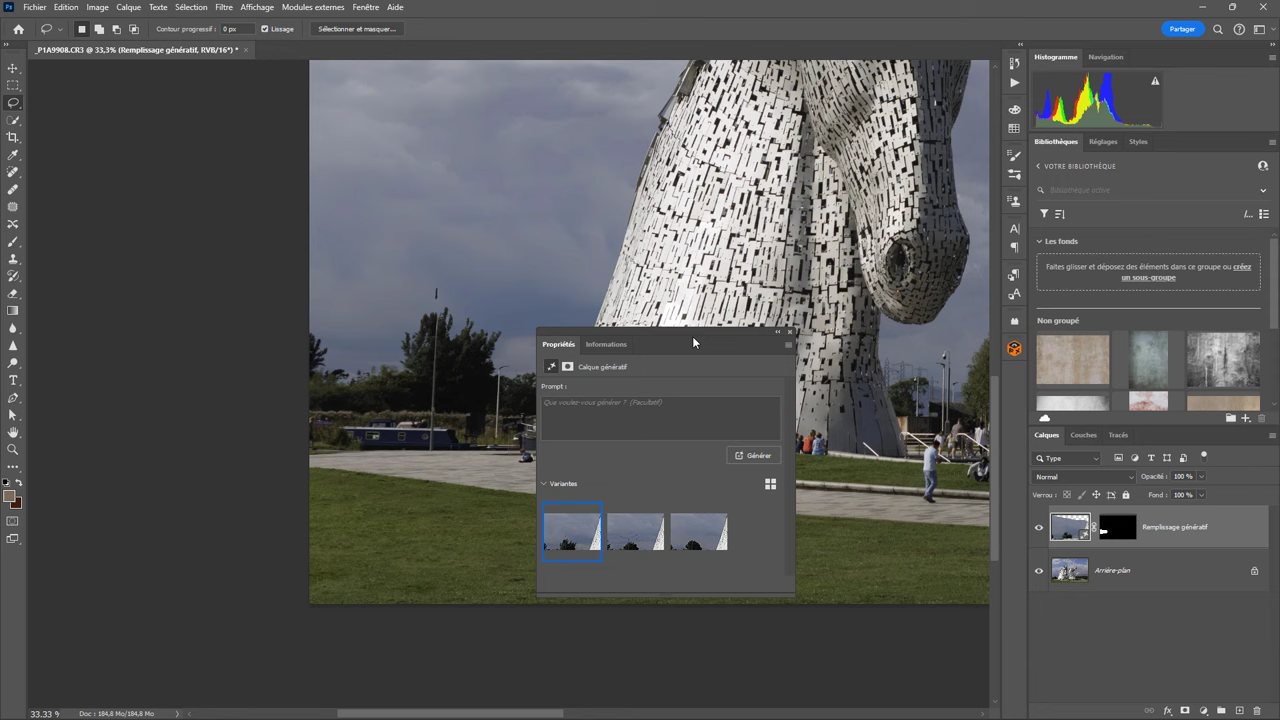 Ps Fichier Edition Image Calque Texte Sélection Filtre Affichage Modules externes Fenêtre Aide
Contour progressif : 0 px Lissage Sélectionner et masquer... Partager
_P1A9908.CR3 @ 33,3% (Remplissage génératif, RVB/16*) * ×
Histogramme Navigation
Bibliothèques Réglages Styles
VOTRE BIBLIOTHÈQUE
Bibliothèque active
Les fonds
Faites glisser et déposez des éléments dans ce groupe ou créez
un sous-groupe
Non groupé
Propriétés Informations
Calque génératif
Prompt :
Que voulez-vous générer ? (Facultatif)
Générer
Variantes
Calques Couches Tracés
Type
Normal Opacité : 100 %
Verrou : Fond : 100 %
Remplissage génératif
Arrière-plan
33,33 % Doc : 184,8 Mo/184,8 Mo